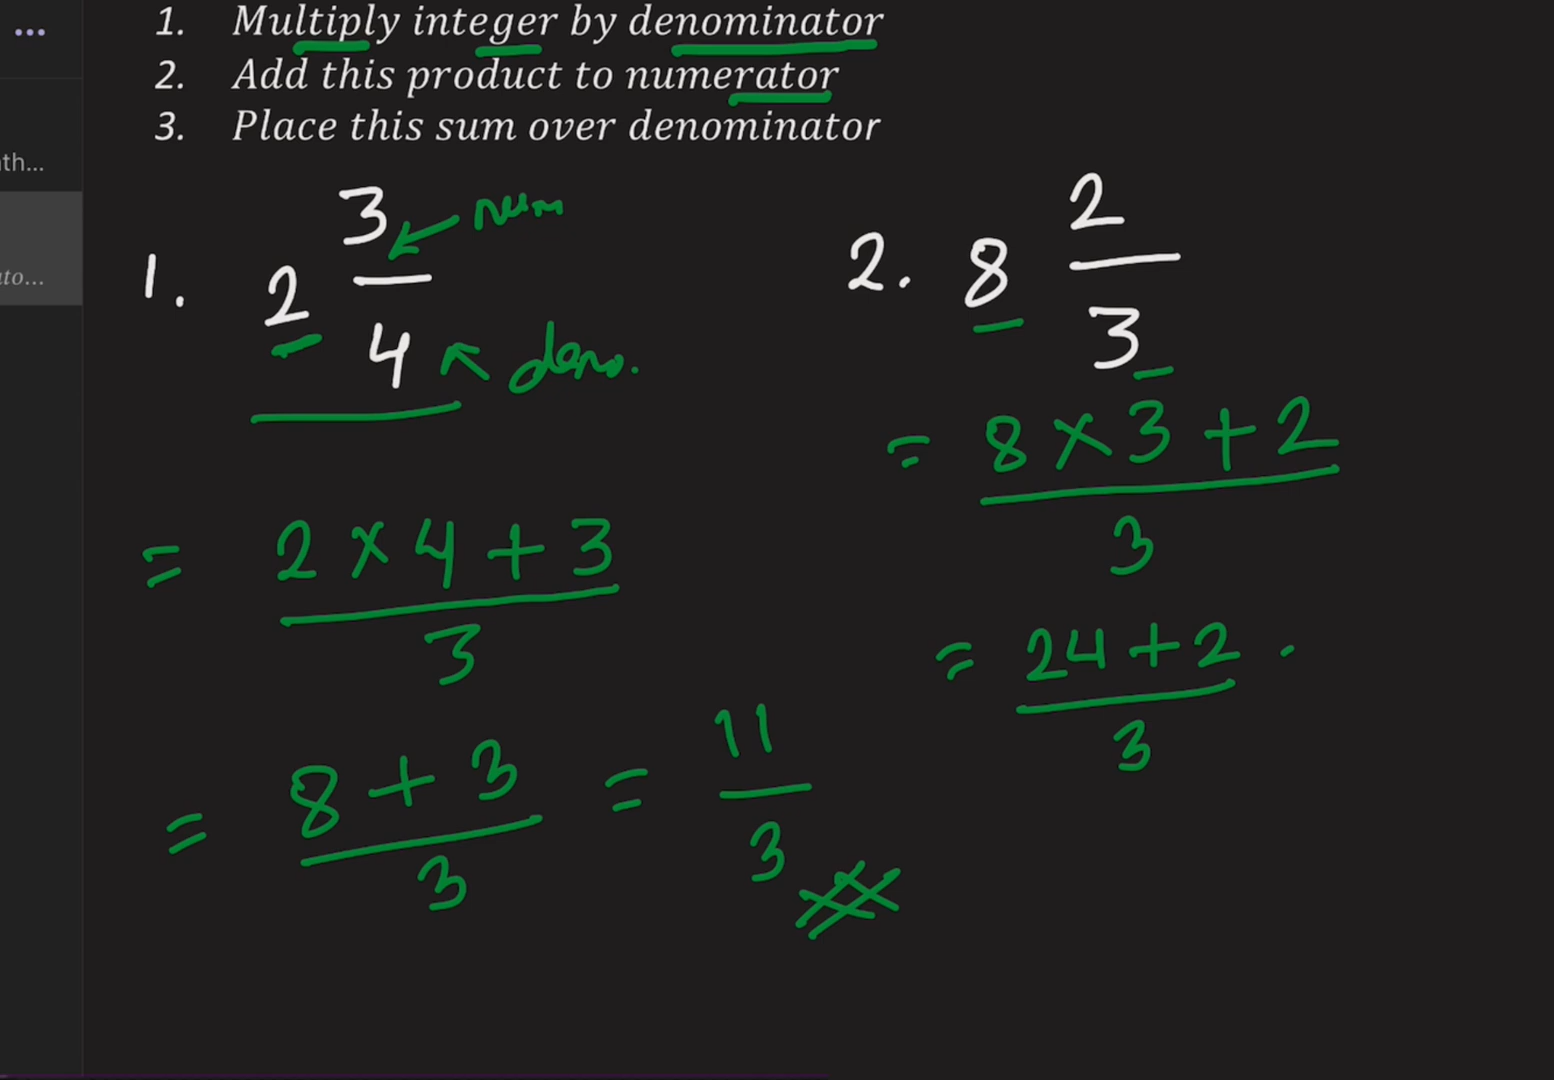 1. Multiply integer by denominator
2. Add this product to numerator
3. Place this sum over denominator
...
th...
to...
1. 2 3/4
num
deno.
= 2 × 4 + 3 / 3
= 8 + 3 / 3 = 11 / 3
2. 8 2/3
= 8 × 3 + 2 / 3
= 24 + 2 / 3